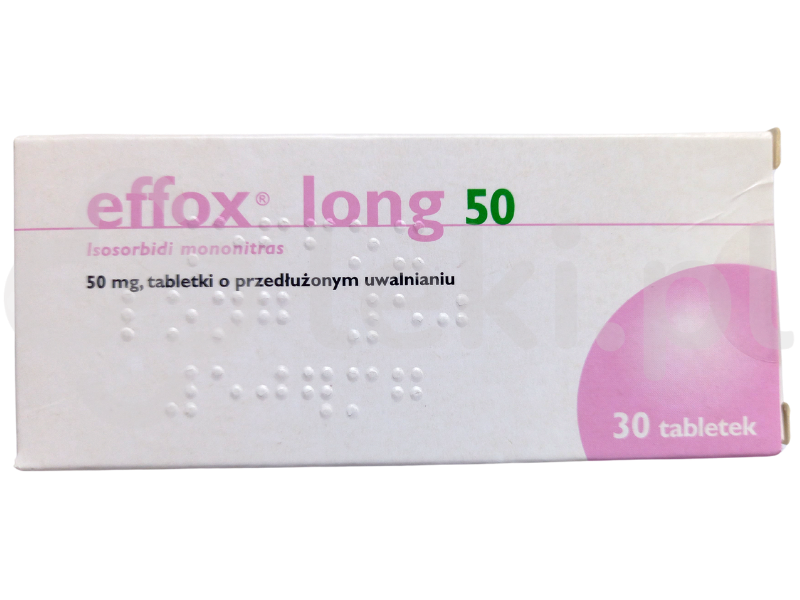 effox® long 50
Isosorbidi mononitras
50 mg, tabletki o przedłużonym uwalnianiu
30 tabletek